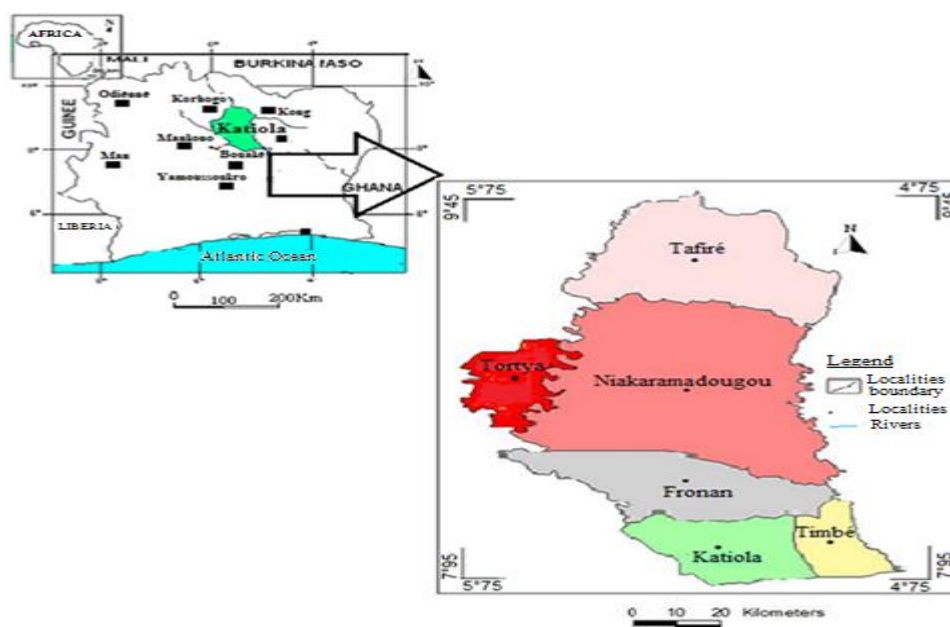 AFRICA
N
MALI
BURKINA FASO
Odienné
Korhogo
Kong
GUINEE
Katiola
Mankono
Man
Bouaké
Yamoussoukro
GHANA
LIBERIA
Atlantic Ocean
0 100 200Km
5°75
4°75
9°45
9°45
N
Tafiré
Tortya
Niakaramadougou
Legend
Localities
boundary
Localities
Rivers
Fronan
Timbé
Katiola
7°95
7°95
5°75
4°75
0 10 20 Kilometers